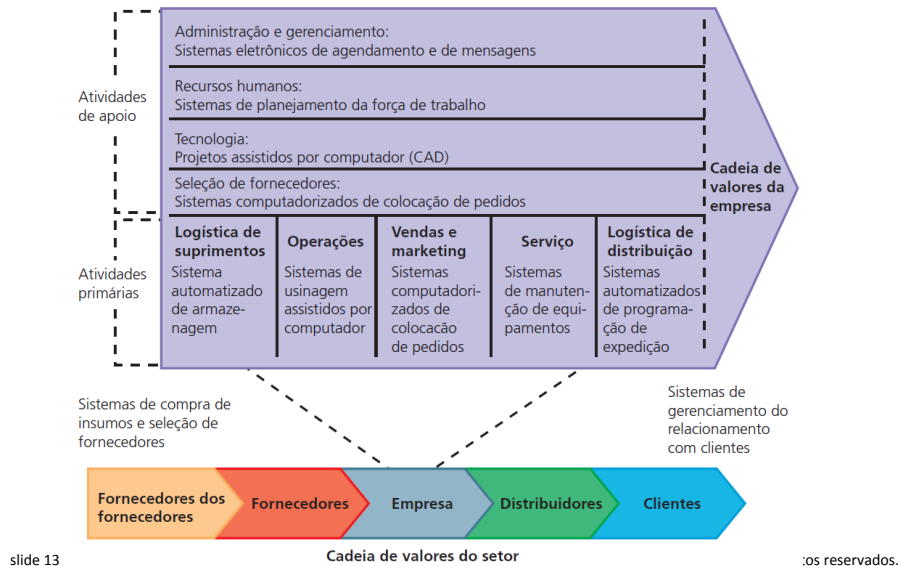 Administração e gerenciamento:
Sistemas eletrônicos de agendamento e de mensagens
Recursos humanos:
Sistemas de planejamento da força de trabalho
Atividades
de apoio
Tecnologia:
Projetos assistidos por computador (CAD)
Seleção de fornecedores:
Sistemas computadorizados de colocação de pedidos
Cadeia de
valores da
empresa
Atividades
primárias
Logística de
suprimentos
Sistema
automatizado
de armaze-
nagem
Operações
Sistemas de
usinagem
assistidos por
computador
Vendas e
marketing
Sistemas
computadori-
zados de
colocacão
de pedidos
Serviço
Sistemas
de manuten-
ção de equi-
pamentos
Logística de
distribuição
Sistemas
automatizados
de programa-
ção de
expedição
Sistemas de compra de
insumos e seleção de
fornecedores
Sistemas de
gerenciamento do
relacionamento
com clientes
Fornecedores dos
fornecedores
Fornecedores
Empresa
Distribuidores
Clientes
Cadeia de valores do setor
slide 13
reservados.